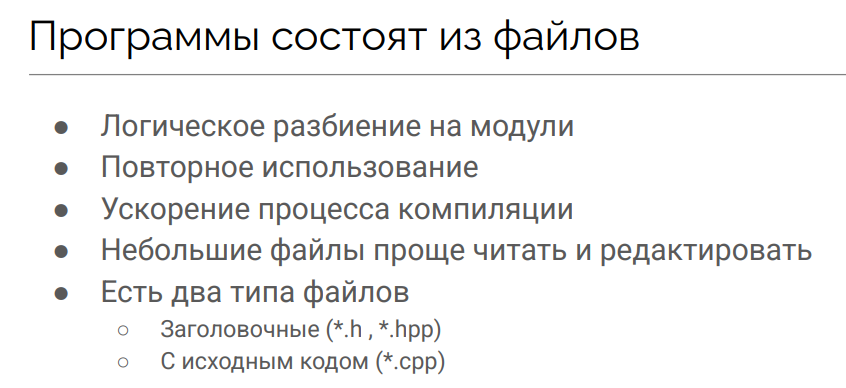 Программы состоят из файлов
● Логическое разбиение на модули
● Повторное использование
● Ускорение процесса компиляции
● Небольшие файлы проще читать и редактировать
● Есть два типа файлов
○ Заголовочные (*.h , *.hpp)
○ С исходным кодом (*.cpp)